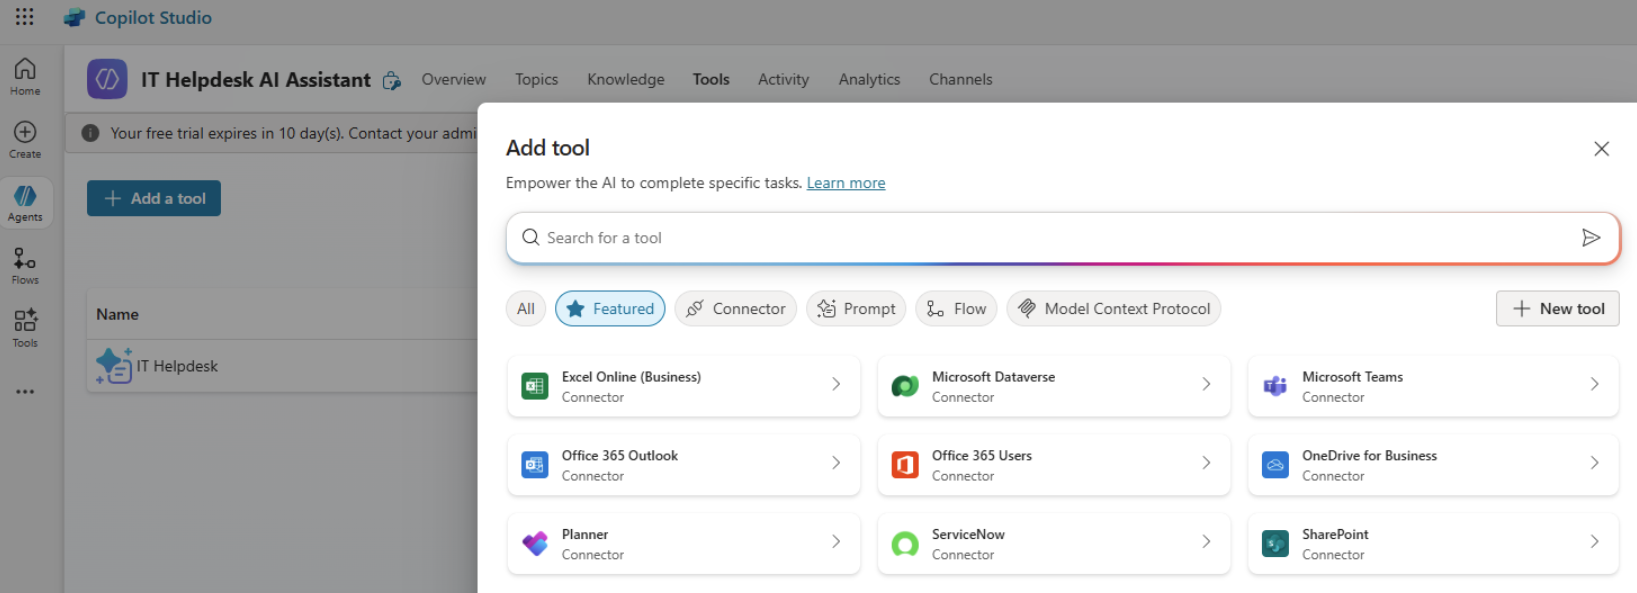 Copilot Studio
Home
Create
Agents
Flows
Tools
IT Helpdesk AI Assistant Overview Topics Knowledge Tools Activity Analytics Channels
Your free trial expires in 10 day(s). Contact your admi
Add a tool
Name
IT Helpdesk
Add tool
Empower the AI to complete specific tasks. Learn more
Search for a tool
All Featured Connector Prompt Flow Model Context Protocol New tool
Excel Online (Business)
Connector
Microsoft Dataverse
Connector
Microsoft Teams
Connector
Office 365 Outlook
Connector
Office 365 Users
Connector
OneDrive for Business
Connector
Planner
Connector
ServiceNow
Connector
SharePoint
Connector